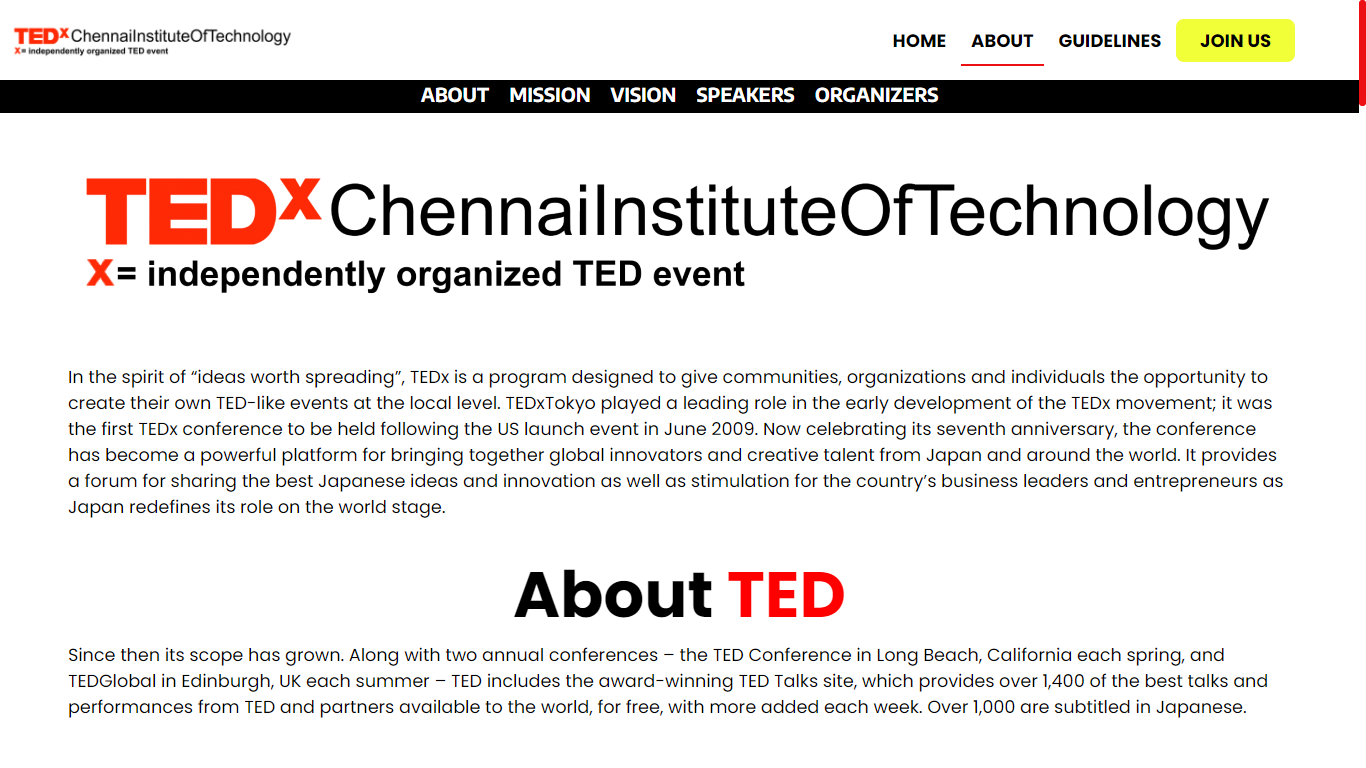 TEDxChennaiInstituteOfTechnology
x= independently organized TED event
HOME ABOUT GUIDELINES JOIN US
ABOUT MISSION VISION SPEAKERS ORGANIZERS
TEDxChennaiInstituteOfTechnology
x= independently organized TED event
In the spirit of “ideas worth spreading”, TEDx is a program designed to give communities, organizations and individuals the opportunity to
create their own TED-like events at the local level. TEDxTokyo played a leading role in the early development of the TEDx movement; it was
the first TEDx conference to be held following the US launch event in June 2009. Now celebrating its seventh anniversary, the conference
has become a powerful platform for bringing together global innovators and creative talent from Japan and around the world. It provides
a forum for sharing the best Japanese ideas and innovation as well as stimulation for the country’s business leaders and entrepreneurs as
Japan redefines its role on the world stage.
About TED
Since then its scope has grown. Along with two annual conferences – the TED Conference in Long Beach, California each spring, and
TEDGlobal in Edinburgh, UK each summer – TED includes the award-winning TED Talks site, which provides over 1,400 of the best talks and
performances from TED and partners available to the world, for free, with more added each week. Over 1,000 are subtitled in Japanese.